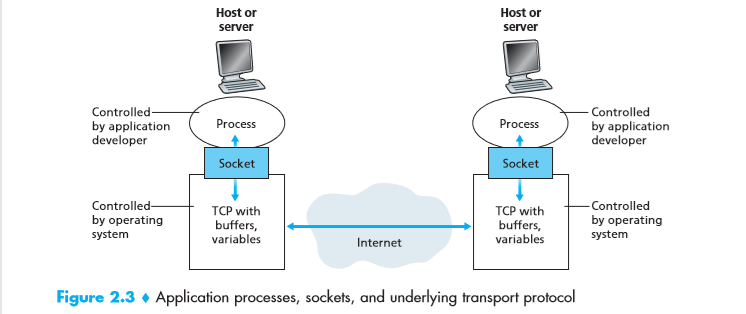 Host or
server
Host or
server
Controlled
by application
developer
Process
Process
Controlled
by application
developer
Socket
Socket
Controlled
by operating
system
TCP with
buffers,
variables
Internet
TCP with
buffers,
variables
Controlled
by operating
system
Figure 2.3 ♦ Application processes, sockets, and underlying transport protocol